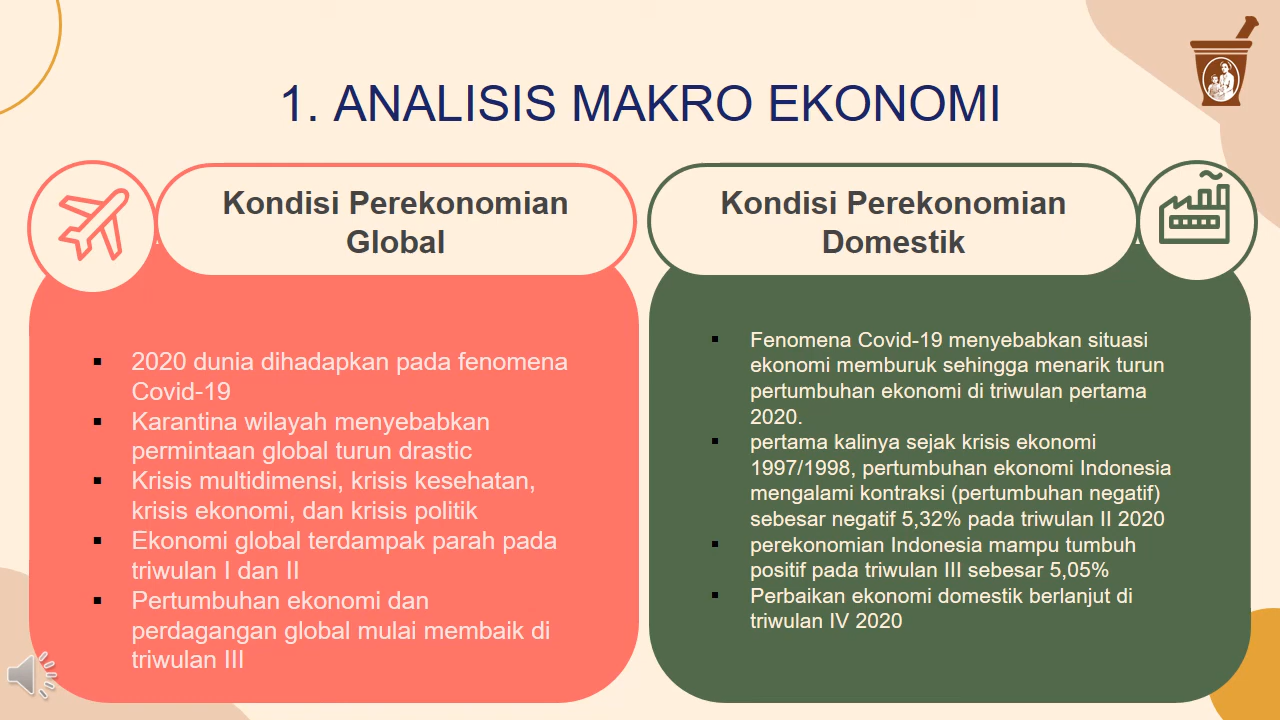 1. ANALISIS MAKRO EKONOMI
Kondisi Perekonomian
Global
▪ 2020 dunia dihadapkan pada fenomena
Covid-19
▪ Karantina wilayah menyebabkan
permintaan global turun drastic
▪ Krisis multidimensi, krisis kesehatan,
krisis ekonomi, dan krisis politik
▪ Ekonomi global terdampak parah pada
triwulan I dan II
▪ Pertumbuhan ekonomi dan
perdagangan global mulai membaik di
triwulan III
Kondisi Perekonomian
Domestik
▪ Fenomena Covid-19 menyebabkan situasi
ekonomi memburuk sehingga menarik turun
pertumbuhan ekonomi di triwulan pertama
2020.
▪ pertama kalinya sejak krisis ekonomi
1997/1998, pertumbuhan ekonomi Indonesia
mengalami kontraksi (pertumbuhan negatif)
sebesar negatif 5,32% pada triwulan II 2020
▪ perekonomian Indonesia mampu tumbuh
positif pada triwulan III sebesar 5,05%
▪ Perbaikan ekonomi domestik berlanjut di
triwulan IV 2020